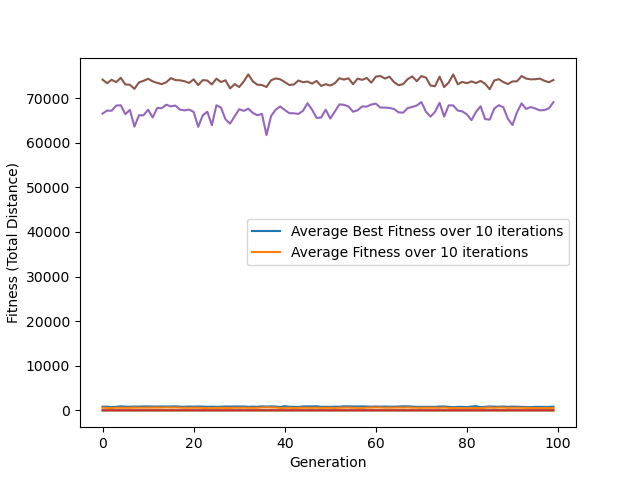 70000
60000
50000
40000
30000
20000
10000
0
Fitness (Total Distance)
Average Best Fitness over 10 iterations
Average Fitness over 10 iterations
0 20 40 60 80 100
Generation